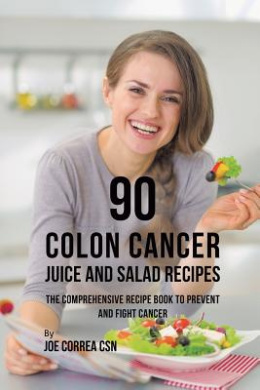 90
COLON CANCER
JUICE AND SALAD RECIPES
THE COMPREHENSIVE RECIPE BOOK TO PREVENT
AND FIGHT CANCER
By
JOE CORREA CSN